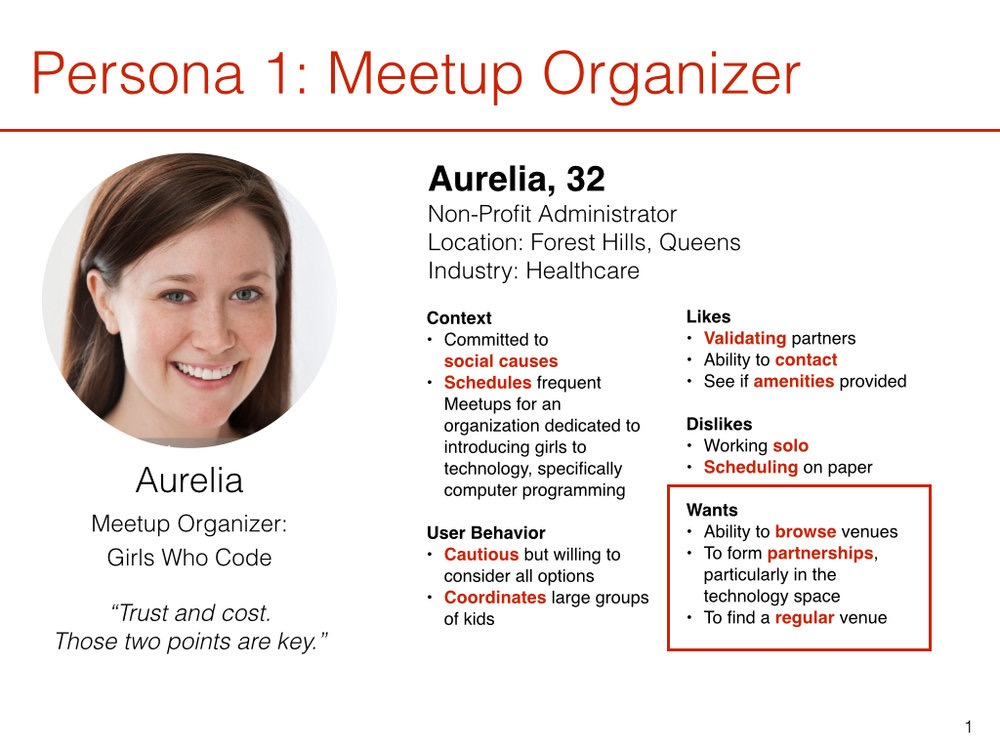 Persona 1: Meetup Organizer
Aurelia
Meetup Organizer:
Girls Who Code
“Trust and cost.
Those two points are key.”
Aurelia, 32
Non-Profit Administrator
Location: Forest Hills, Queens
Industry: Healthcare
Context
• Committed to
social causes
• Schedules frequent
Meetups for an
organization dedicated to
introducing girls to
technology, specifically
computer programming
User Behavior
• Cautious but willing to
consider all options
• Coordinates large groups
of kids
Likes
• Validating partners
• Ability to contact
• See if amenities provided
Dislikes
• Working solo
• Scheduling on paper
Wants
• Ability to browse venues
• To form partnerships,
particularly in the
technology space
• To find a regular venue
1